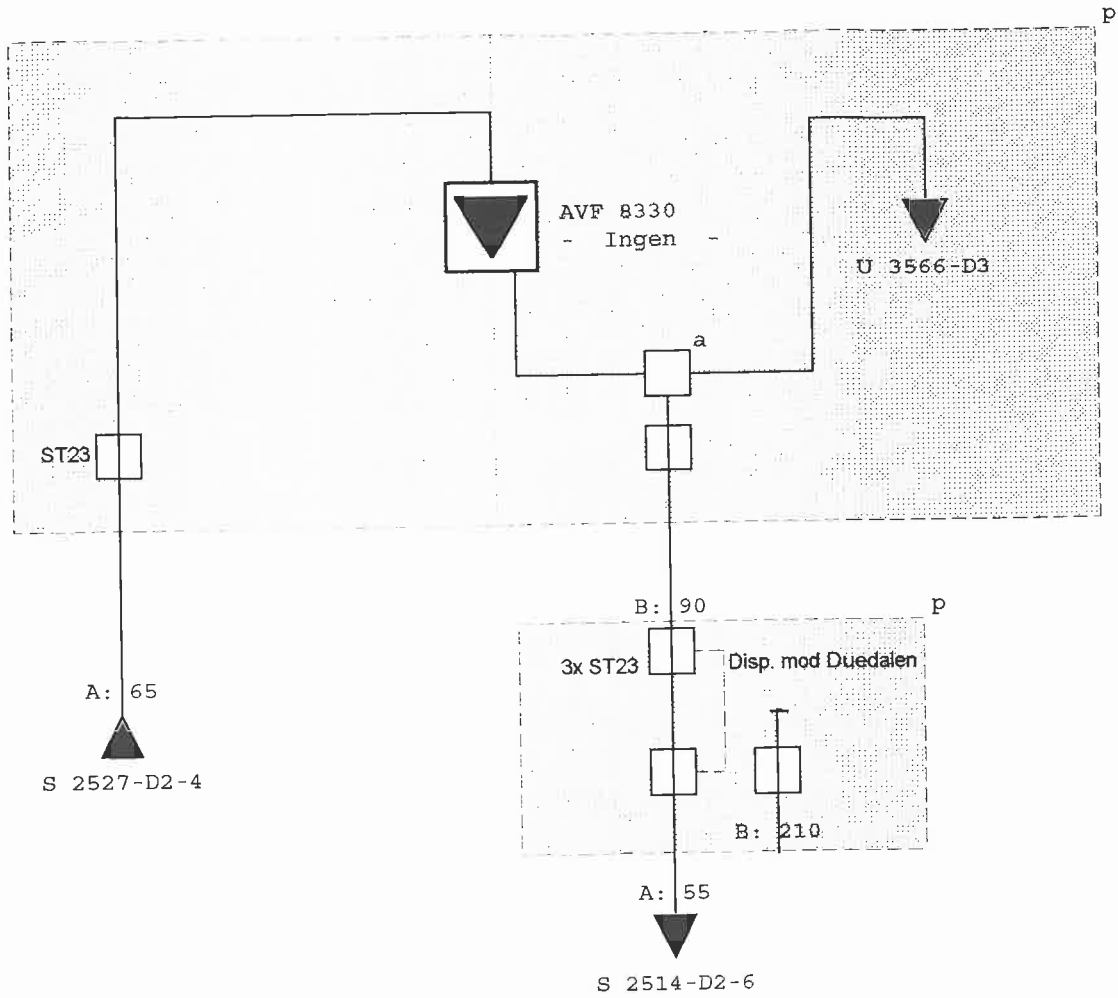 p
AVF 8330
- Ingen -
U 3566-D3
a
ST23
B: 90
p
3x ST23
Disp. mod Duedalen
A: 65
S 2527-D2-4
B: 210
A: 55
S 2514-D2-6